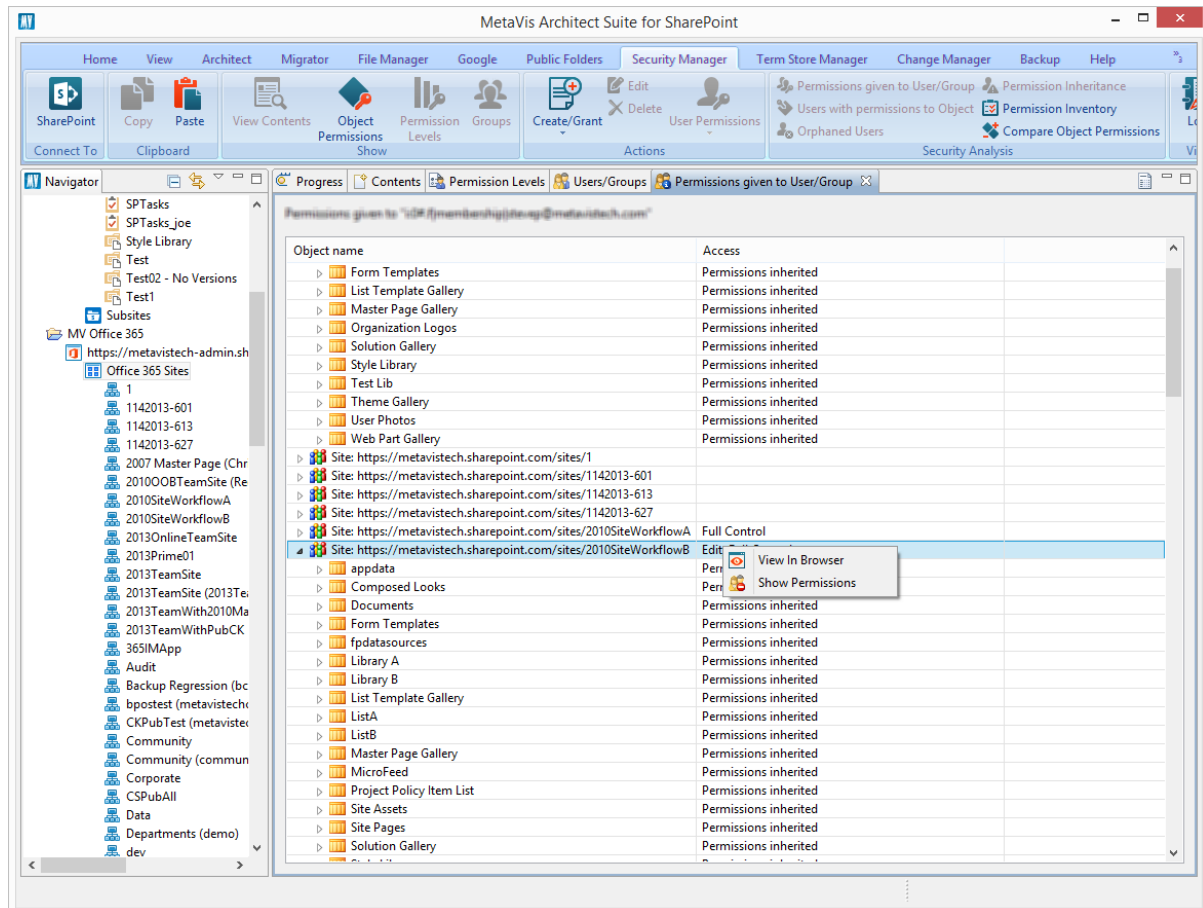 MetaVis Architect Suite for SharePoint
Home View Architect Migrator File Manager Google Public Folders Security Manager Term Store Manager Change Manager Backup Help
SharePoint
Connect To
Copy Paste
Clipboard
View Contents Object Permissions Permission Levels Groups
Show
Create/Grant Edit Delete User Permissions
Actions
Permissions given to User/Group Permission Inheritance
Users with permissions to Object Permission Inventory
Orphaned Users Compare Object Permissions
Security Analysis
Navigator
SPTasks
SPTasks_joe
Style Library
Test
Test02 - No Versions
Test1
Subsites
MV Office 365
https://metavistech-admin.sh
Office 365 Sites
1
1142013-601
1142013-613
1142013-627
2007 Master Page (Chr
2010OOBTeamSite (Re
2010SiteWorkflowA
2010SiteWorkflowB
2013OnlineTeamSite
2013Prime01
2013TeamSite
2013TeamSite (2013Te
2013TeamWith2010Ma
2013TeamWithPubCK
365IMApp
Audit
Backup Regression (bc
bpostest (metavistech
CKPubTest (metavistec
Community
Community (commun
Corporate
CSPubAll
Data
Departments (demo)
dev
Progress Contents Permission Levels Users/Groups Permissions given to User/Group
Permissions given to
Object name Access
Form Templates Permissions inherited
List Template Gallery Permissions inherited
Master Page Gallery Permissions inherited
Organization Logos Permissions inherited
Solution Gallery Permissions inherited
Style Library Permissions inherited
Test Lib Permissions inherited
Theme Gallery Permissions inherited
User Photos Permissions inherited
Web Part Gallery Permissions inherited
Site: https://metavistech.sharepoint.com/sites/1
Site: https://metavistech.sharepoint.com/sites/1142013-601
Site: https://metavistech.sharepoint.com/sites/1142013-613
Site: https://metavistech.sharepoint.com/sites/1142013-627
Site: https://metavistech.sharepoint.com/sites/2010SiteWorkflowA Full Control
Site: https://metavistech.sharepoint.com/sites/2010SiteWorkflowB
View In Browser
Show Permissions
appdata
Composed Looks
Documents Permissions inherited
Form Templates Permissions inherited
fpdatasources Permissions inherited
Library A Permissions inherited
Library B Permissions inherited
List Template Gallery Permissions inherited
ListA Permissions inherited
ListB Permissions inherited
Master Page Gallery Permissions inherited
MicroFeed Permissions inherited
Project Policy Item List Permissions inherited
Site Assets Permissions inherited
Site Pages Permissions inherited
Solution Gallery Permissions inherited